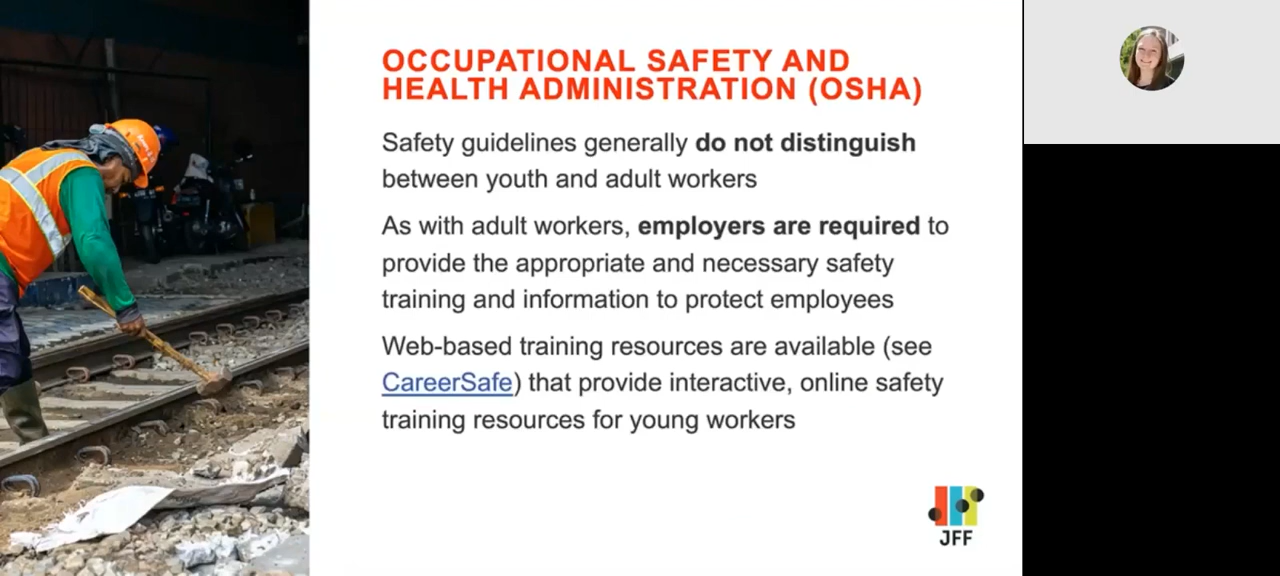 OCCUPATIONAL SAFETY AND
HEALTH ADMINISTRATION (OSHA)
Safety guidelines generally do not distinguish
between youth and adult workers
As with adult workers, employers are required to
provide the appropriate and necessary safety
training and information to protect employees
Web-based training resources are available (see
CareerSafe) that provide interactive, online safety
training resources for young workers
JFF